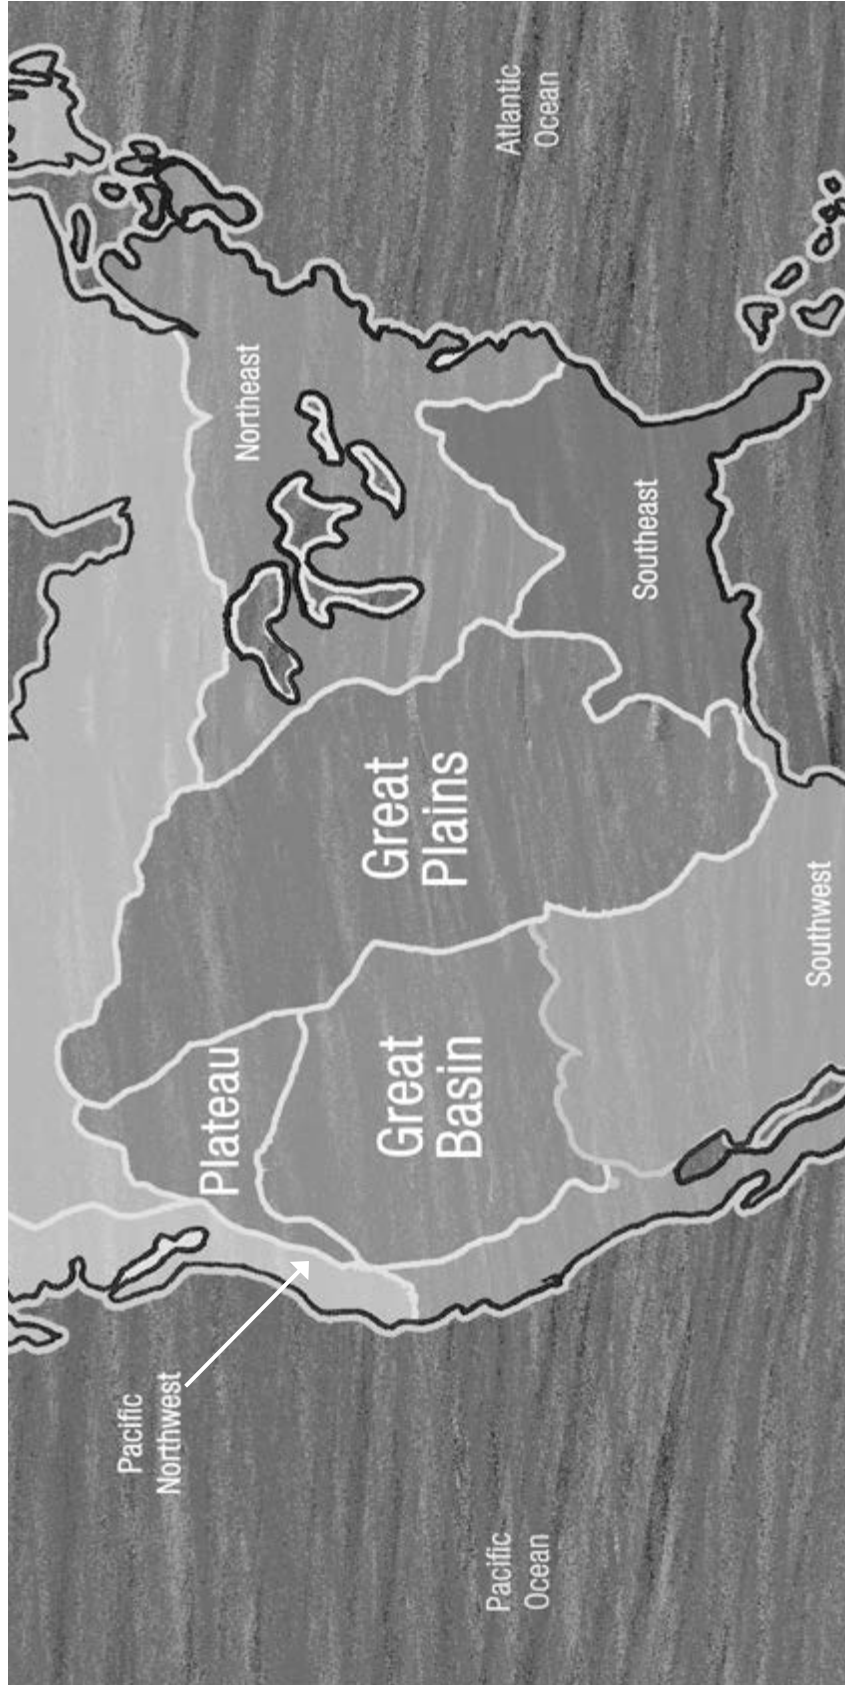 Pacific
Northwest
Plateau
Northeast
Great
Basin
Great
Plains
Pacific
Ocean
Atlantic
Ocean
Southeast
Southwest